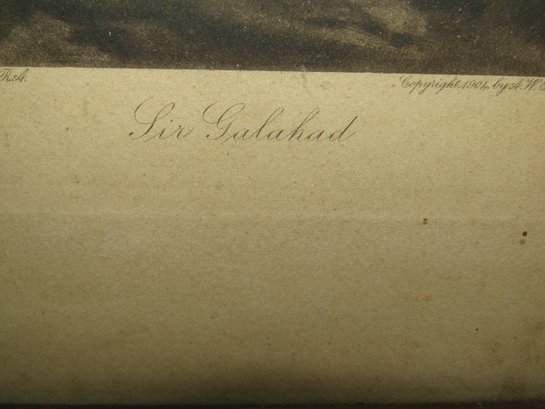 R.A.
Copyright, 1904, by A. W.
Sir Galahad